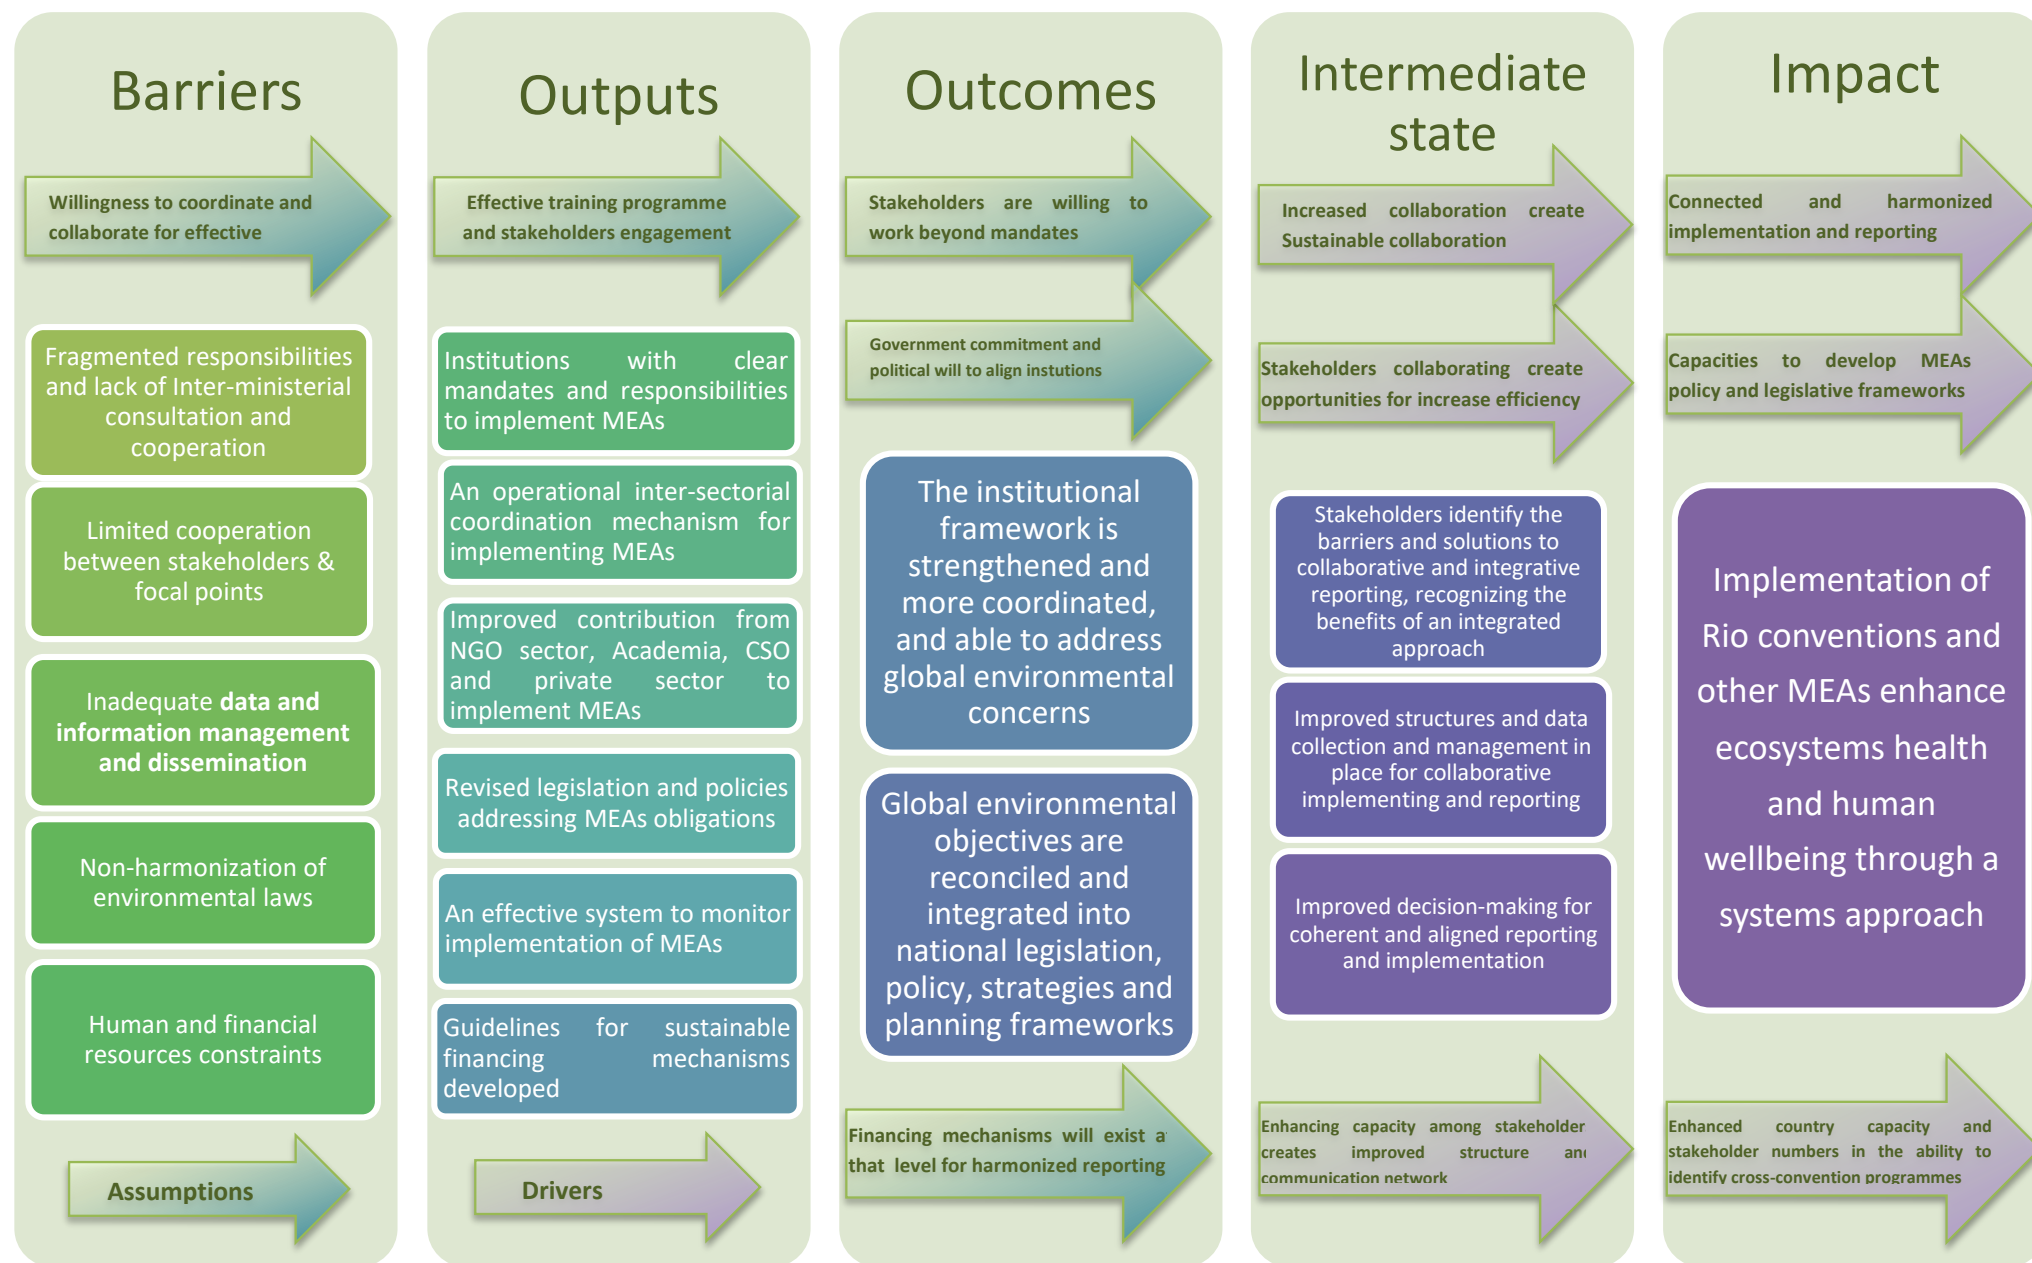 Barriers
Willingness to coordinate and
collaborate for effective
Fragmented responsibilities
and lack of Inter-ministerial
consultation and
cooperation
Limited cooperation
between stakeholders &
focal points
Inadequate data and
information management
and dissemination
Non-harmonization of
environmental laws
Human and financial
resources constraints
Assumptions
Outputs
Effective training programme
and stakeholders engagement
Institutions with clear
mandates and responsibilities
to implement MEAs
An operational inter-sectorial
coordination mechanism for
implementing MEAs
Improved contribution from
NGO sector, Academia, CSO
and private sector to
implement MEAs
Revised legislation and policies
addressing MEAs obligations
An effective system to monitor
implementation of MEAs
Guidelines for sustainable
financing mechanisms
developed
Drivers
Outcomes
Stakeholders are willing to
work beyond mandates
Government commitment and
political will to align instutions
The institutional
framework is
strengthened and
more coordinated,
and able to address
global environmental
concerns
Global environmental
objectives are
reconciled and
integrated into
national legislation,
policy, strategies and
planning frameworks
Financing mechanisms will exist a
that level for harmonized reporting
Intermediate
state
Increased collaboration create
Sustainable collaboration
Stakeholders collaborating create
opportunities for increase efficiency
Stakeholders identify the
barriers and solutions to
collaborative and integrative
reporting, recognizing the
benefits of an integrated
approach
Improved structures and data
collection and management in
place for collaborative
implementing and reporting
Improved decision-making for
coherent and aligned reporting
and implementation
Enhancing capacity among stakeholder
creates improved structure and
communication network
Impact
Connected and harmonized
implementation and reporting
Capacities to develop MEAs
policy and legislative frameworks
Implementation of
Rio conventions and
other MEAs enhance
ecosystems health
and human
wellbeing through a
systems approach
Enhanced country capacity and
stakeholder numbers in the ability to
identify cross-convention programmes